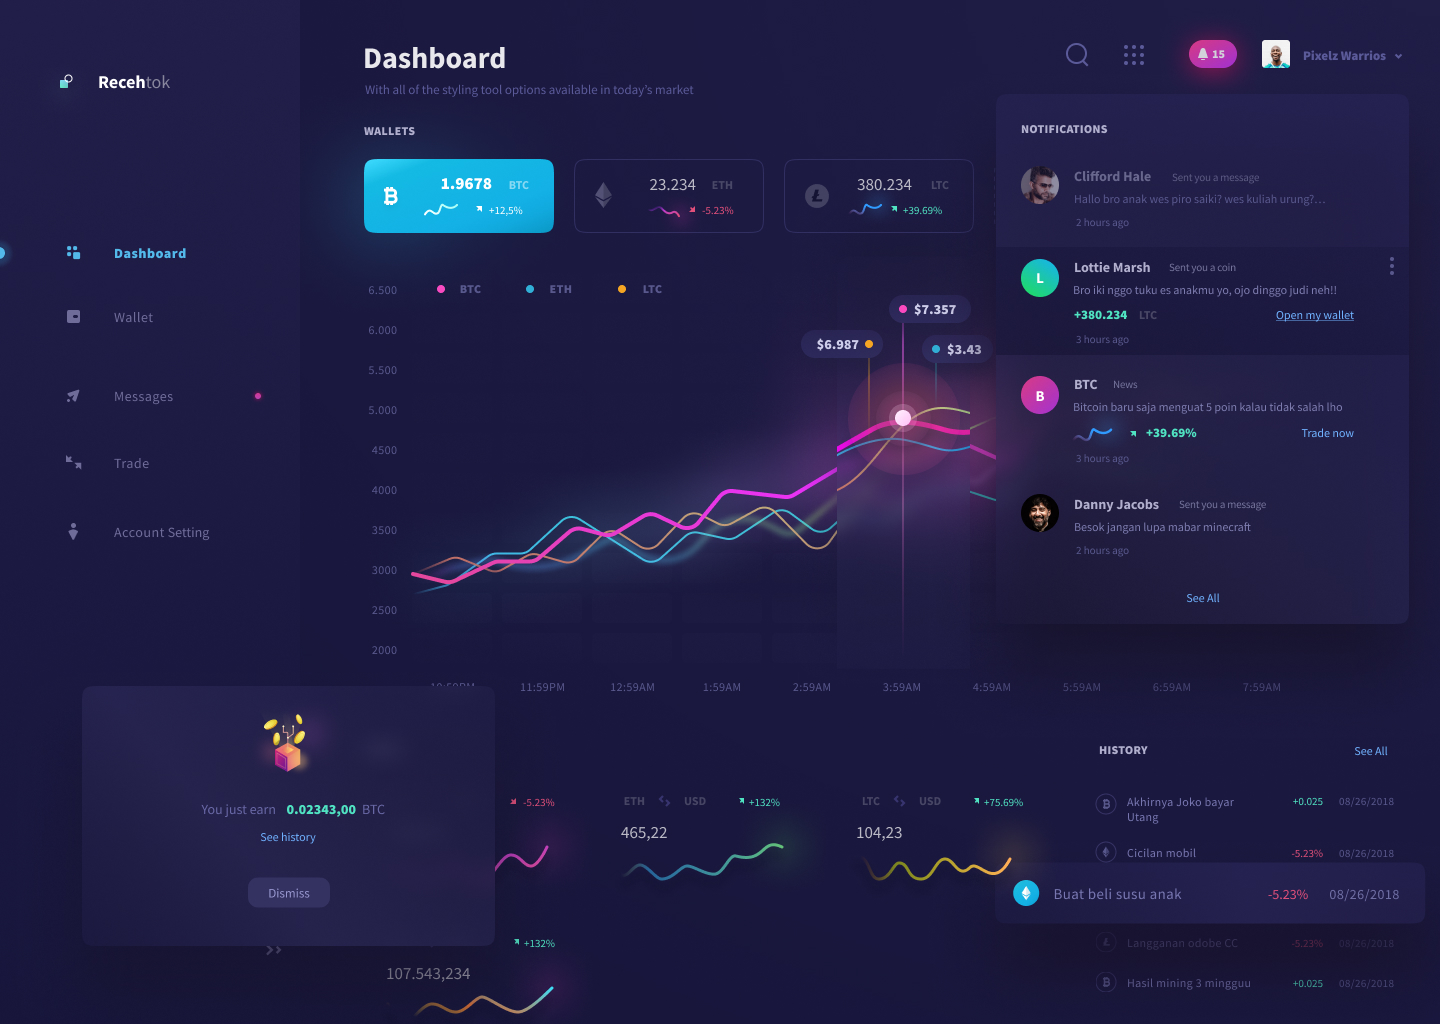 Recehtok
Dashboard
Wallet
Messages
Trade
Account Setting
Dashboard
With all of the styling tool options available in today's market
15
Pixelz Warrios
WALLETS
1.9678 BTC
+12,5%
23.234 ETH
-5.23%
380.234 LTC
+39.69%
BTC ETH LTC
6.500
6.000
5.500
5.000
4500
4000
3500
3000
2500
2000
$7.357
$6.987
$3.43
11:59PM 12:59AM 1:59AM 2:59AM 3:59AM 4:59AM 5:59AM 6:59AM 7:59AM
NOTIFICATIONS
Clifford Hale Sent you a message
Hallo bro anak wes piro saiki? wes kuliah urung?...
2 hours ago
L
Lottie Marsh Sent you a coin
Bro iki nggo tuku es anakmu yo, ojo dinggo judi neh!!
+380.234 LTC Open my wallet
3 hours ago
B
BTC News
Bitcoin baru saja menguat 5 poin kalau tidak salah lho
+39.69% Trade now
3 hours ago
Danny Jacobs Sent you a message
Besok jangan lupa mabar minecraft
2 hours ago
See All
You just earn 0.02343,00 BTC
See history
Dismiss
-5.23%
ETH USD +132%
465,22
LTC USD +75.69%
104,23
+132%
107.543,234
HISTORY See All
Akhirnya Joko bayar
Utang
+0.025 08/26/2018
Cicilan mobil -5.23% 08/26/2018
Buat beli susu anak -5.23% 08/26/2018
Langganan odobe CC -5.23% 08/26/2018
Hasil mining 3 mingguu +0.025 08/26/2018